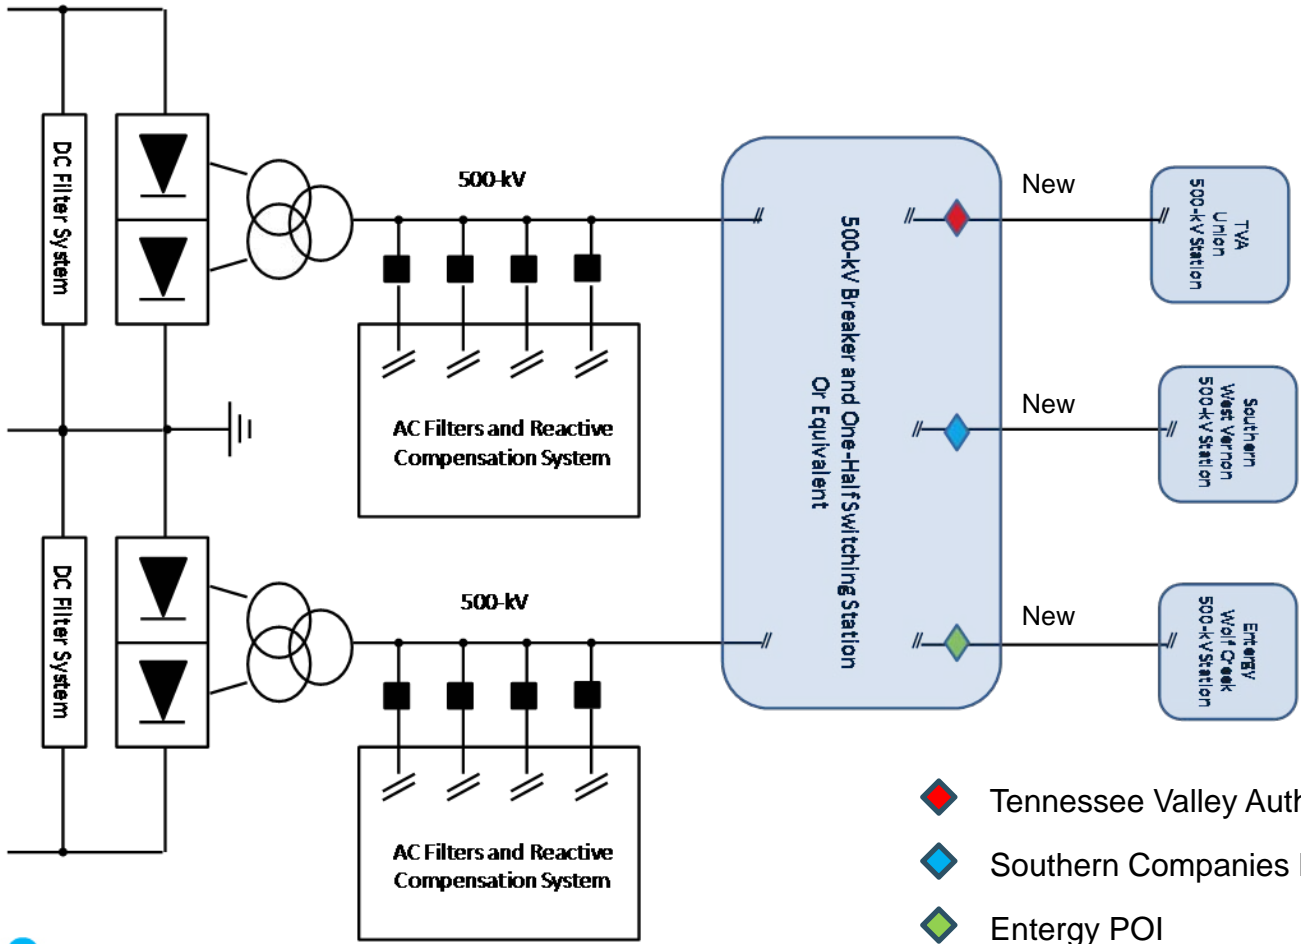 DC Filter System
500-kV
AC Filters and Reactive
Compensation System
500-kV Breaker and One-Half Switching Station
Or Equivalent
New
TVA
Union
500-kV Station
New
Southern
West Vernon
500-kV Station
DC Filter System
500-kV
AC Filters and Reactive
Compensation System
New
Entergy
Wolf Creek
500-kV Station
Tennessee Valley
Southern Companies
Entergy POI